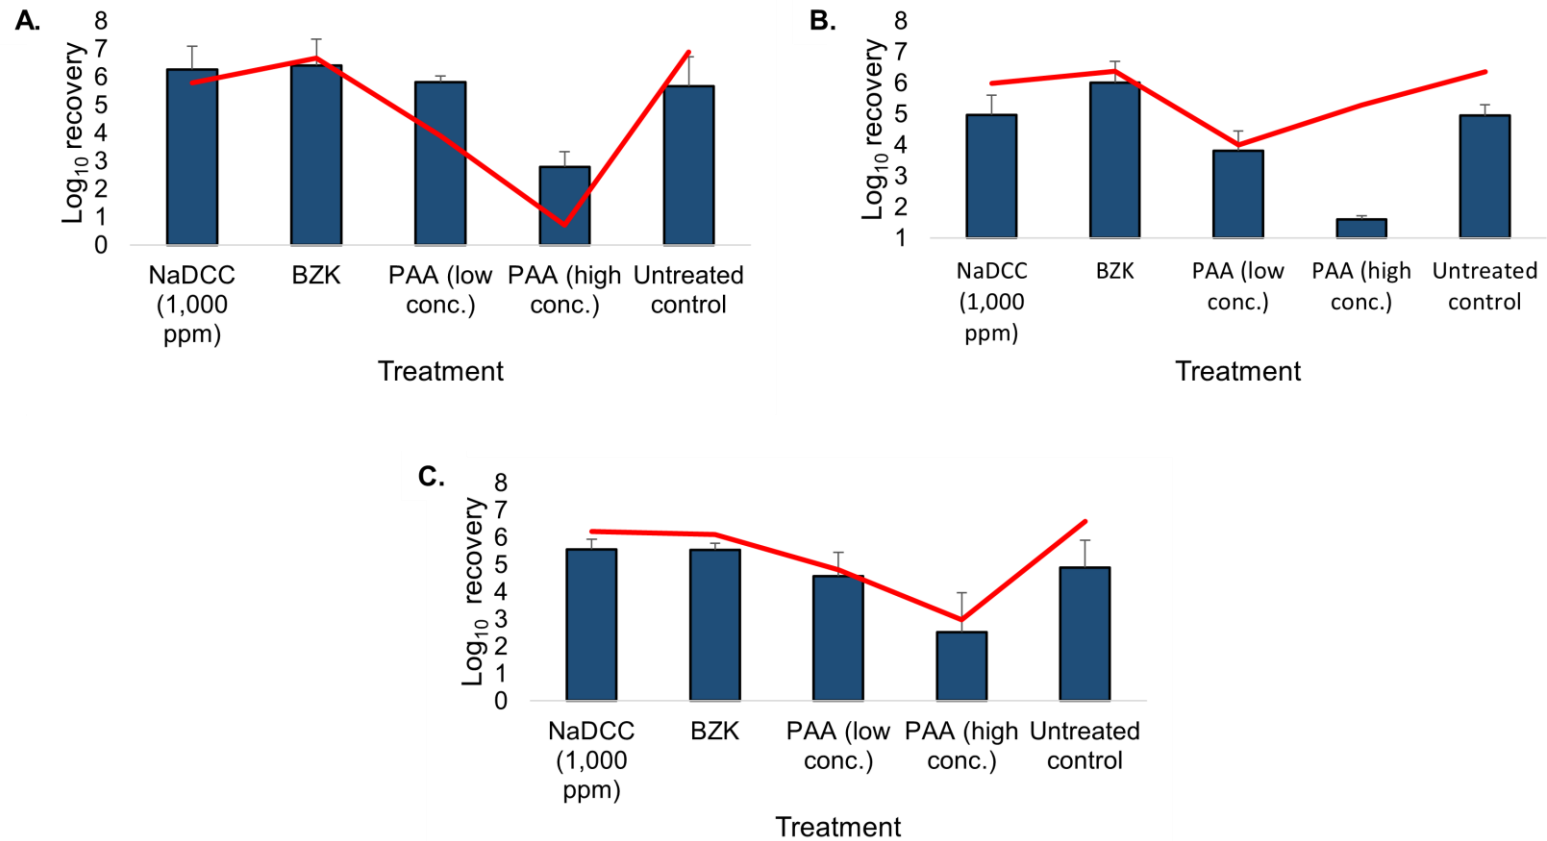 A.
Log10 recovery
8
7
6
5
4
3
2
1
0
NaDCC
(1,000
ppm)
BZK
PAA (low
conc.)
PAA (high
conc.)
Untreated
control
Treatment
B.
Log10 recovery
8
7
6
5
4
3
2
1
NaDCC
(1,000
ppm)
BZK
PAA (low
conc.)
PAA (high
conc.)
Untreated
control
Treatment
C.
Log10 recovery
8
7
6
5
4
3
2
1
0
NaDCC
(1,000
ppm)
BZK
PAA (low
conc.)
PAA (high
conc.)
Untreated
control
Treatment